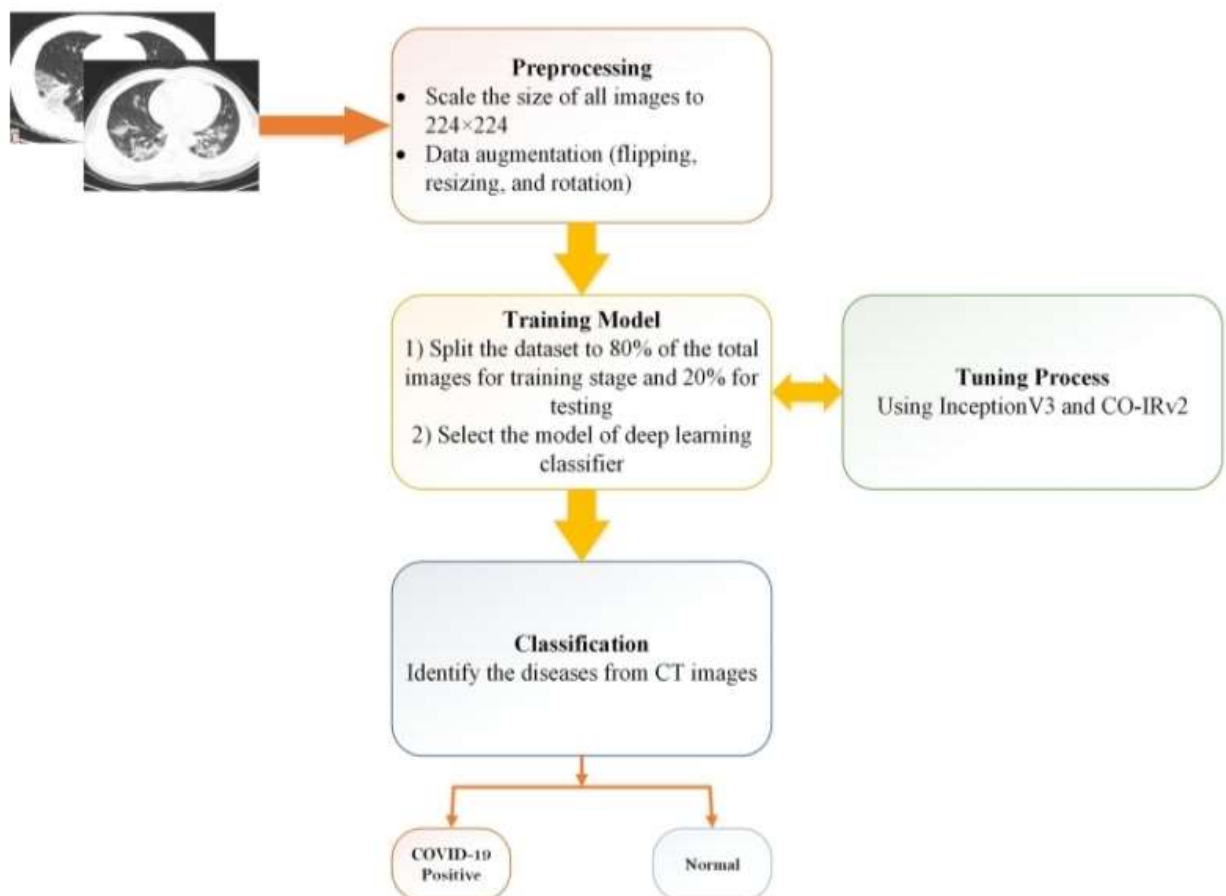 Preprocessing
• Scale the size of all images to
224×224
• Data augmentation (flipping,
resizing, and rotation)
Training Model
1) Split the dataset to 80% of the total
images for training stage and 20% for
testing
2) Select the model of deep learning
classifier
Tuning Process
Using InceptionV3 and CO-IRv2
Classification
Identify the diseases from CT images
COVID-19
Positive
Normal